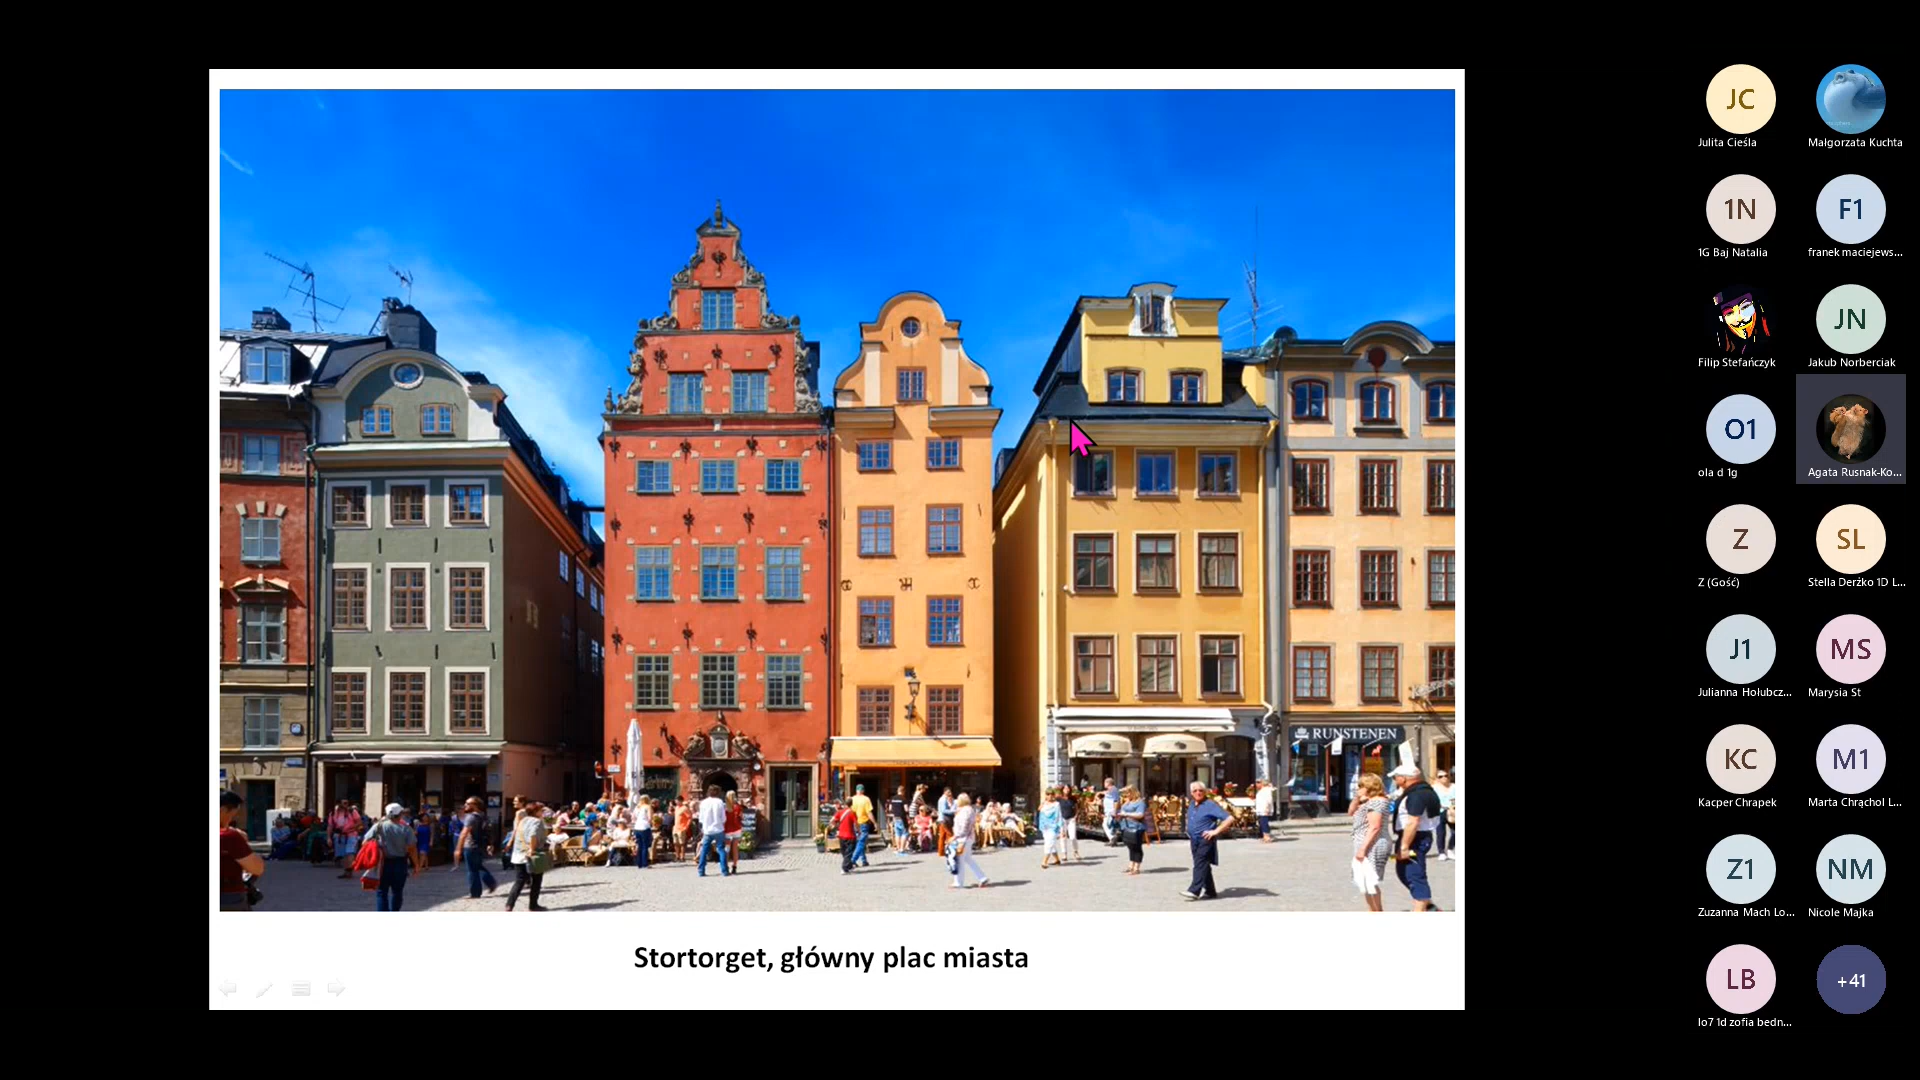 RUNSTENEN
Stortorget, główny plac miasta
JC
Julita Cieśla
Małgorzata Kuchta
1N
1G Baj Natalia
F1
franek maciejews...
Filip Stefańczyk
JN
Jakub Norberciak
O1
ola d 1g
Agata Rusnak-Ko...
Z
Z (Gość)
SL
Stella Derżko 1D L...
J1
Julianna Hołubcz...
MS
Marysia St
KC
Kacper Chrapek
M1
Marta Chrąchol L...
Z1
Zuzanna Mach Lo...
NM
Nicole Majka
LB
lo7 1d zofia bedn...
+41